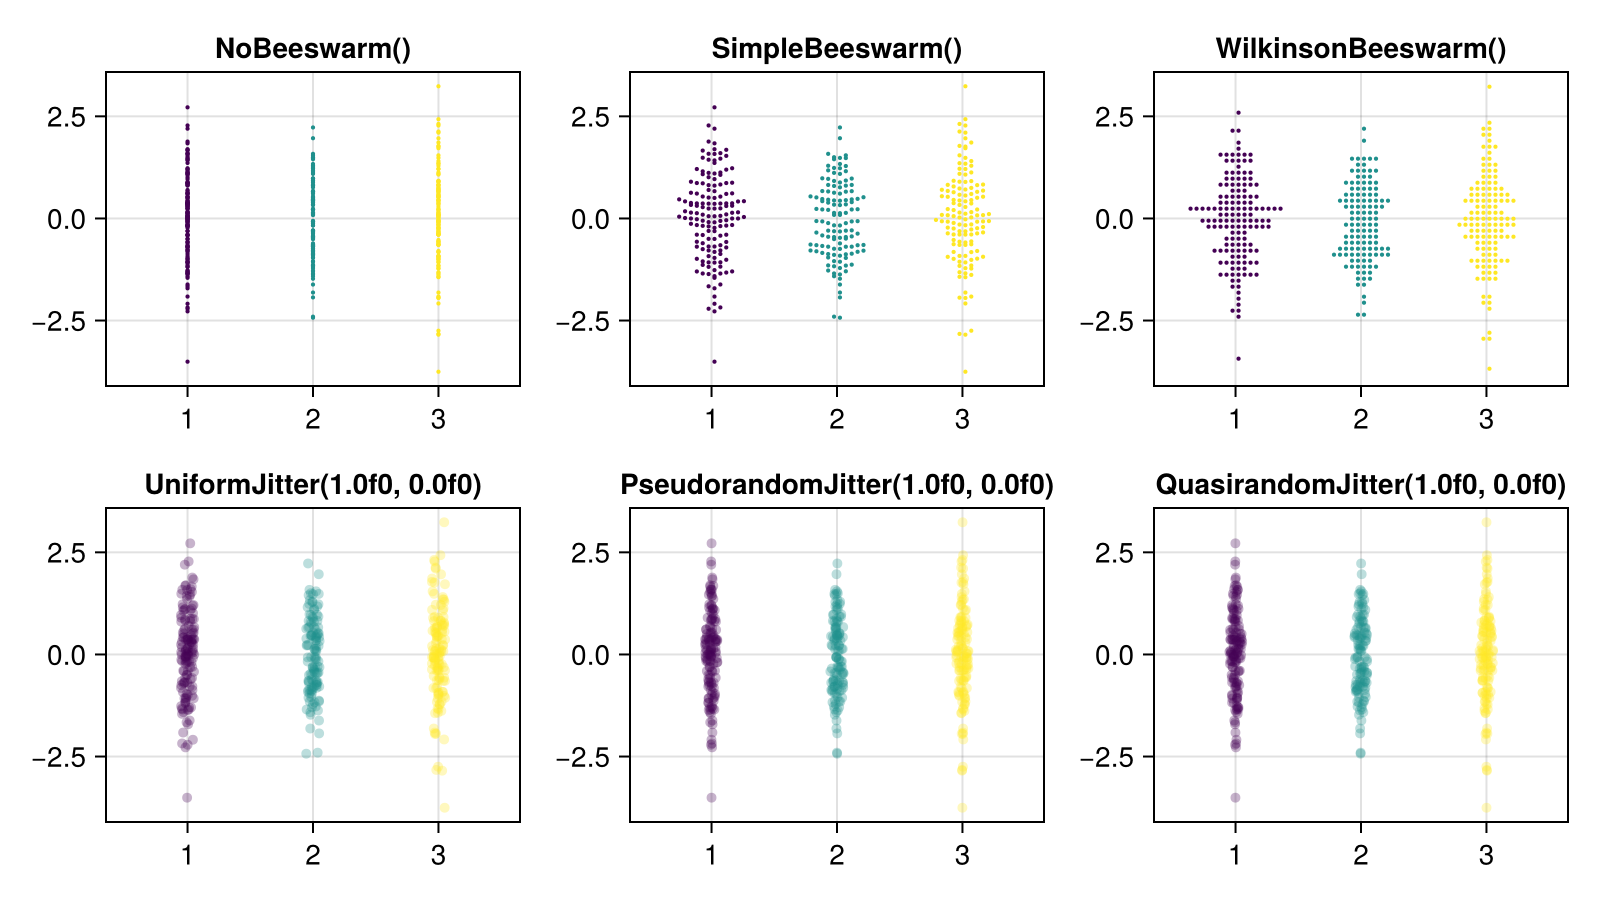 NoBeeswarm()
SimpleBeeswarm()
WilkinsonBeeswarm()
2.5
0.0
−2.5
1 2 3
2.5
0.0
−2.5
1 2 3
2.5
0.0
−2.5
1 2 3
UniformJitter(1.0f0, 0.0f0)
PseudorandomJitter(1.0f0, 0.0f0)
QuasirandomJitter(1.0f0, 0.0f0)
2.5
0.0
−2.5
1 2 3
2.5
0.0
−2.5
1 2 3
2.5
0.0
−2.5
1 2 3